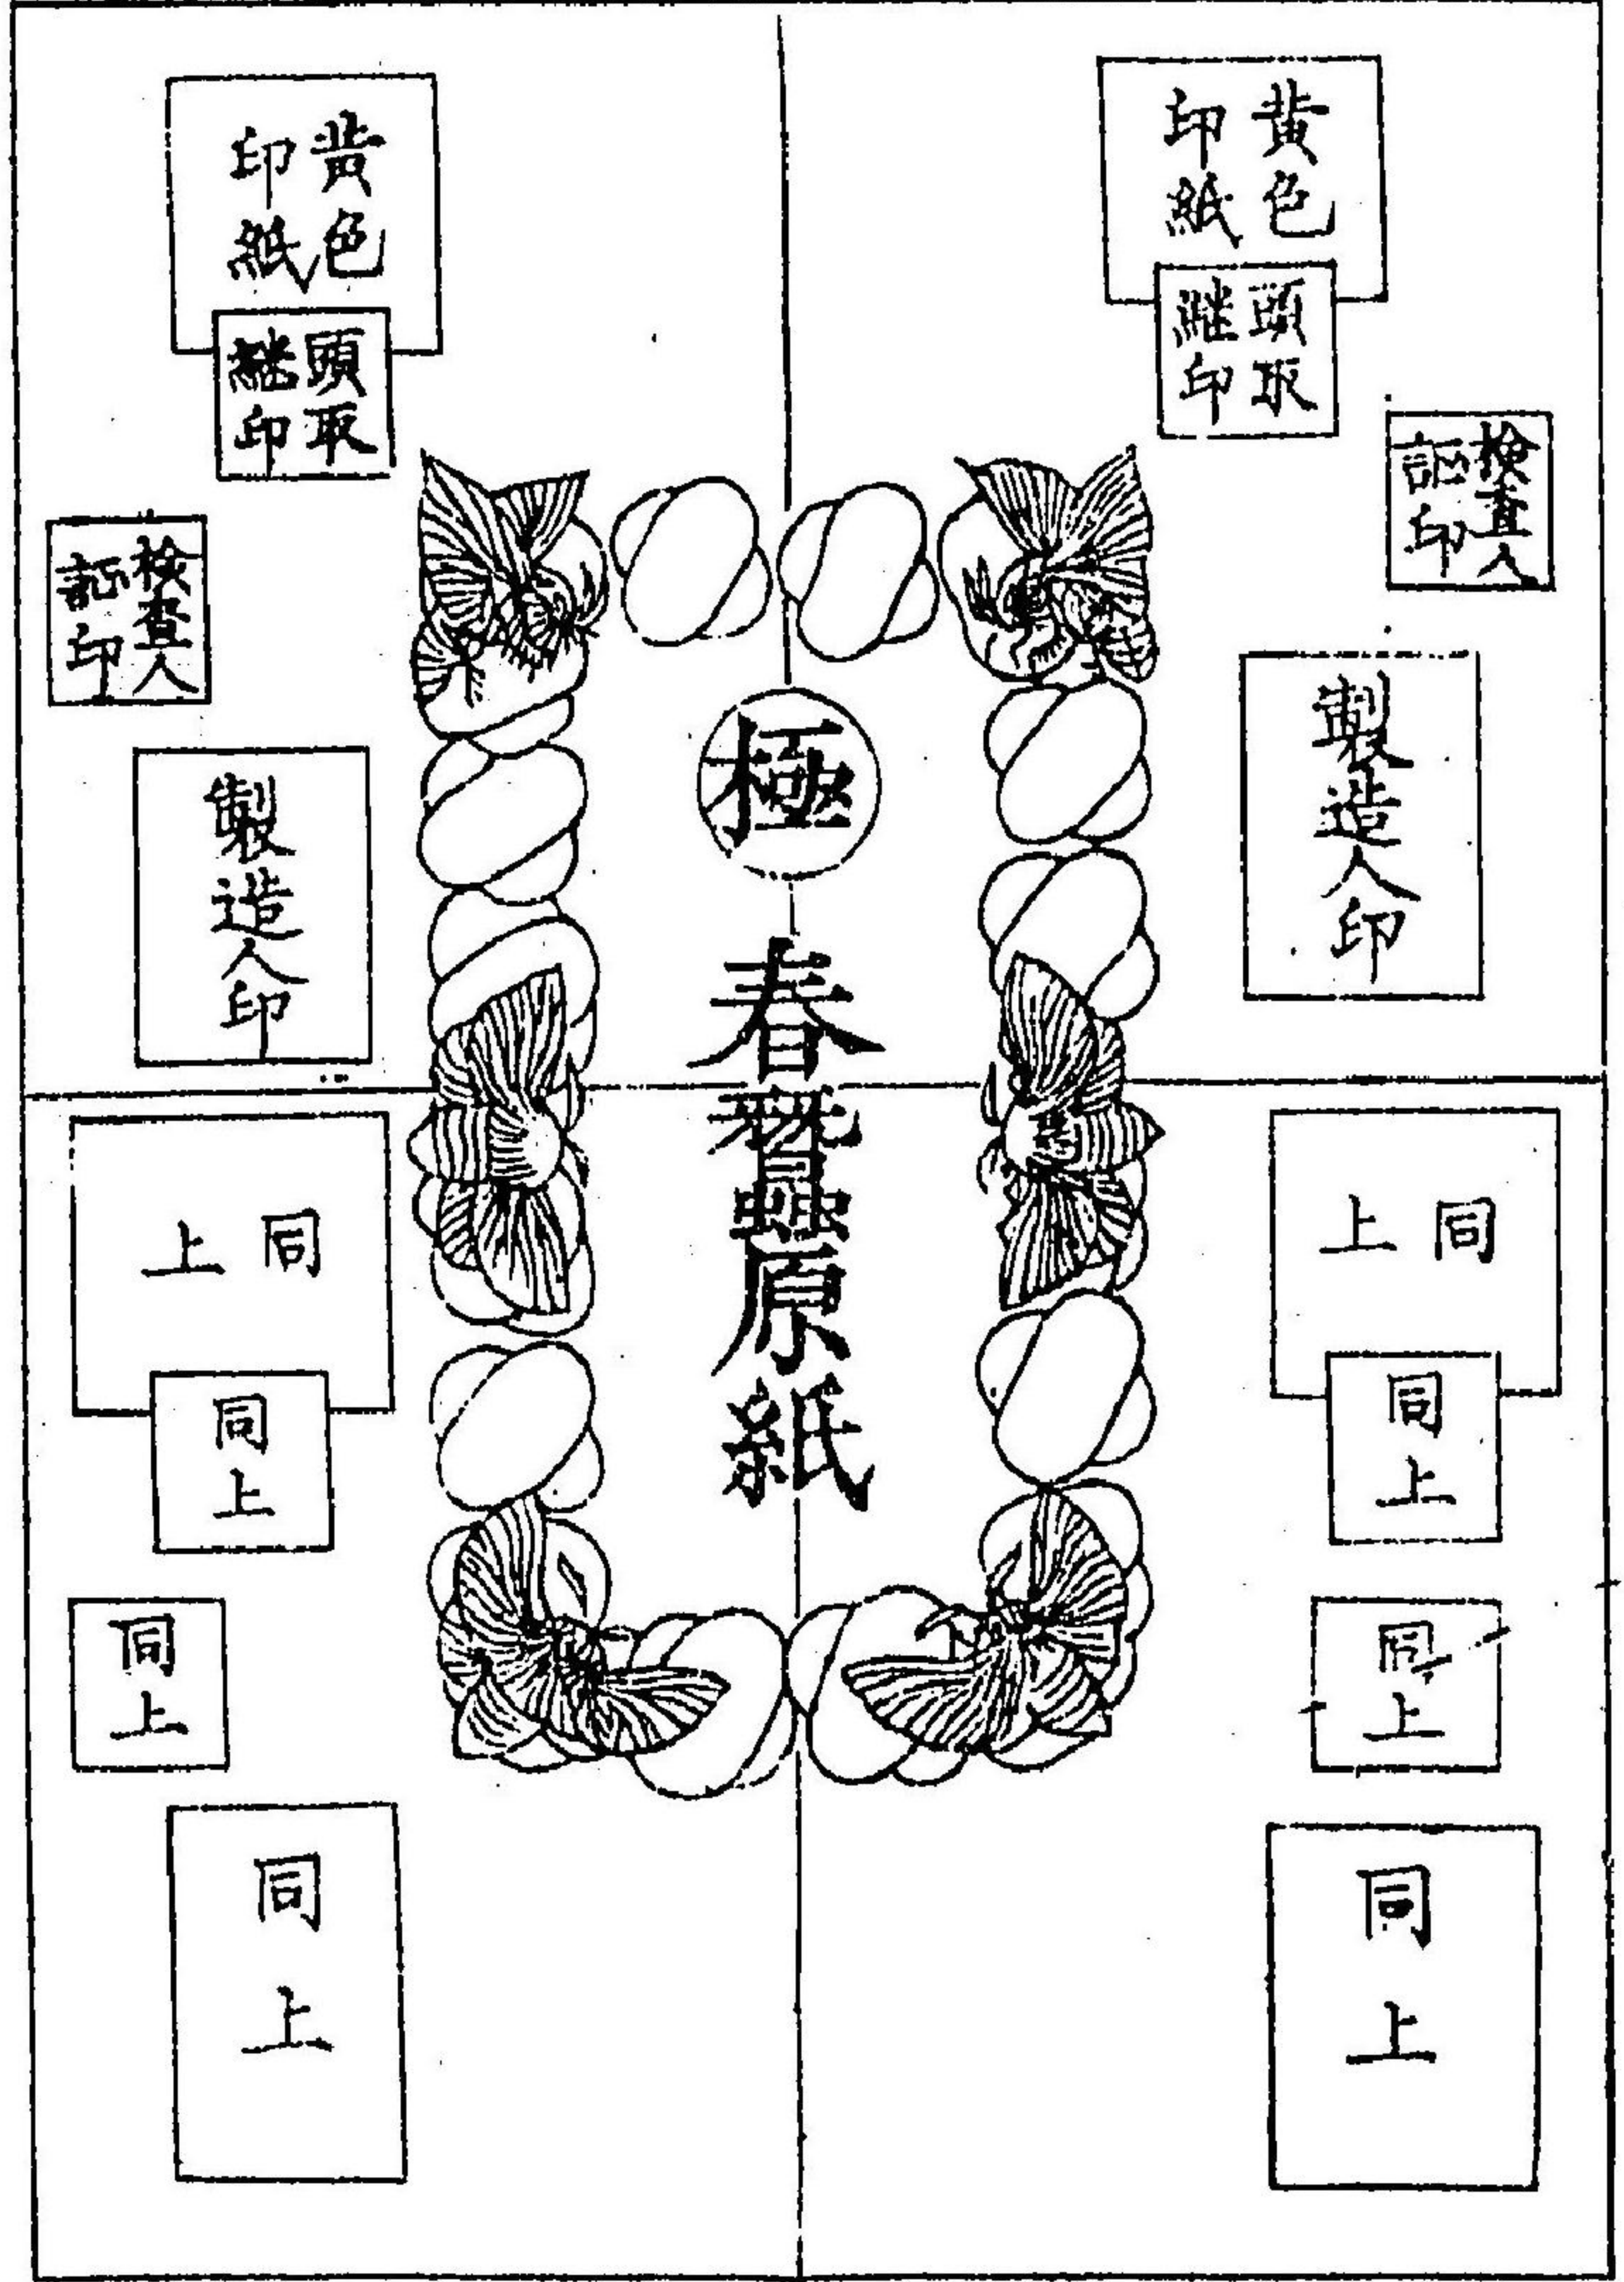 黄色
印紙
頭取
継印
検査人
証印
製造人印
同上
同上
同上
同上
極
春蠶原紙
黄色
印紙
頭取
継印
検査人
証印
製造人印
同上
同上
同上
同上